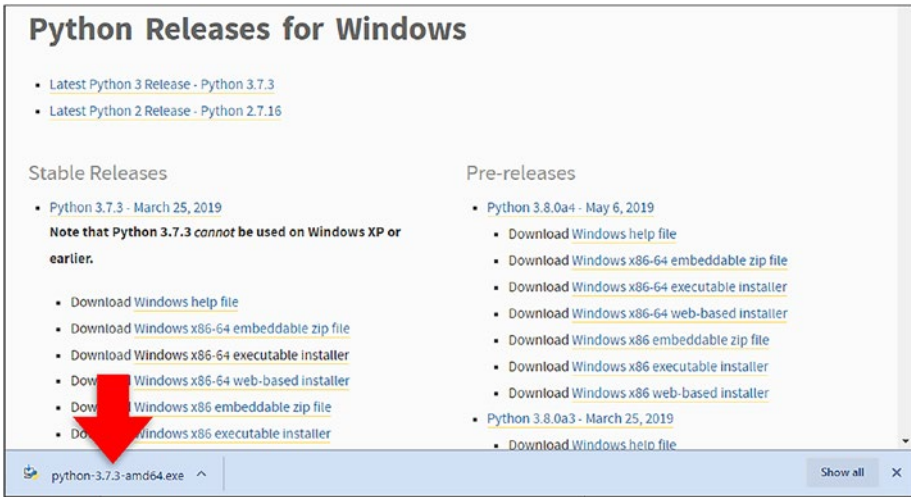 Python Releases for Windows
Latest Python 3 Release - Python 3.7.3
Latest Python 2 Release - Python 2.7.16
Stable Releases
Python 3.7.3 - March 25, 2019
Note that Python 3.7.3 cannot be used on Windows XP or
earlier.
Download Windows help file
Download Windows x86-64 embeddable zip file
Download Windows x86-64 executable installer
Dow Windows x86-64 web-based installer
Dow Windows x86 embeddable zip file
Do Windows x86 executable installer
Pre-releases
Python 3.8.0a4 - May 6, 2019
Download Windows help file
Download Windows x86-64 embeddable zip file
Download Windows x86-64 executable installer
Download Windows x86-64 web-based installer
Download Windows x86 embeddable zip file
Download Windows x86 executable installer
Download Windows x86 web-based installer
Python 3.8.0a3 - March 25, 2019
Download Windows help file
python-3.7.3-amd64.exe
Show all